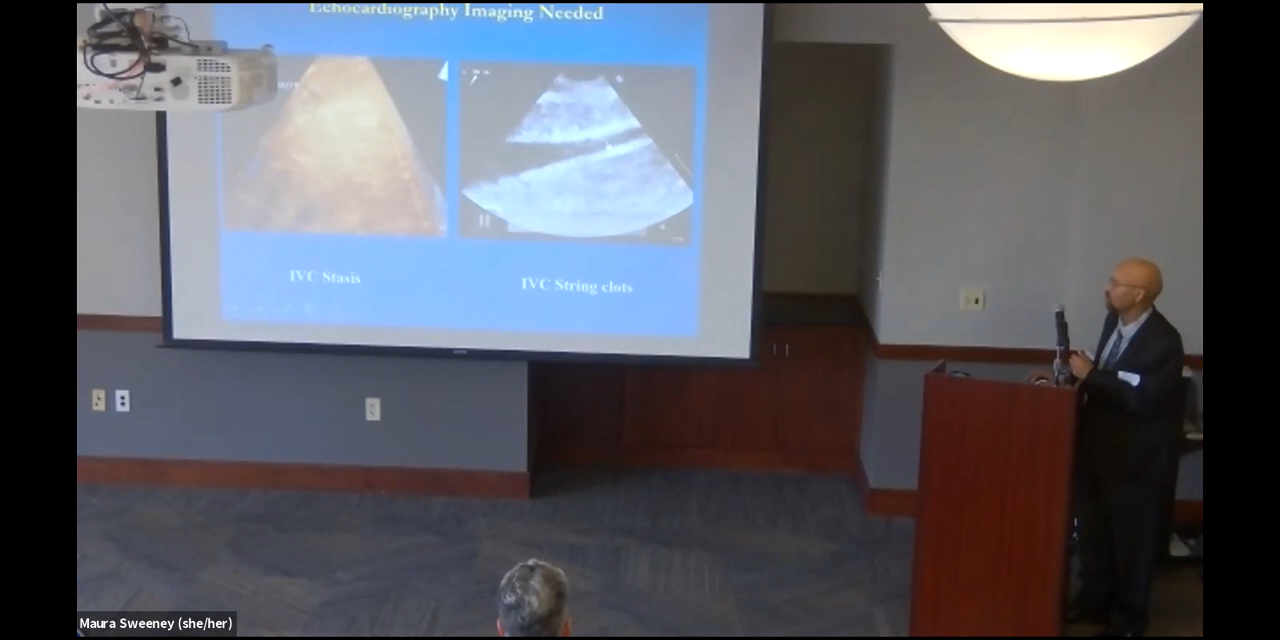 Echocardiography Imaging Needed
IVC Stasis
IVC String clots
Maura Sweeney (she/her)